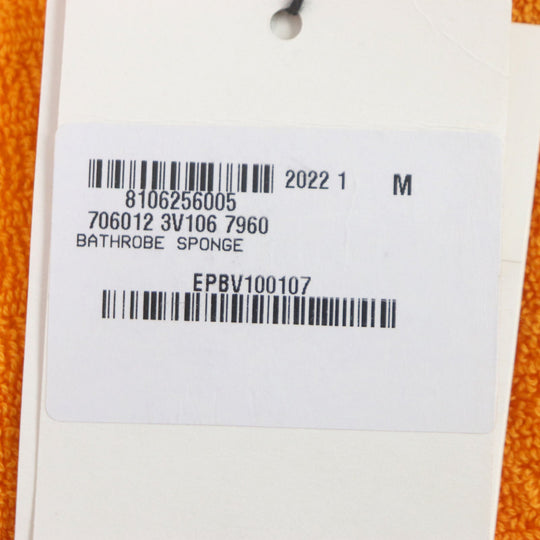 2022 1 M
8106256005
706012 3V106 7960
BATHROBE SPONGE
EPBV100107